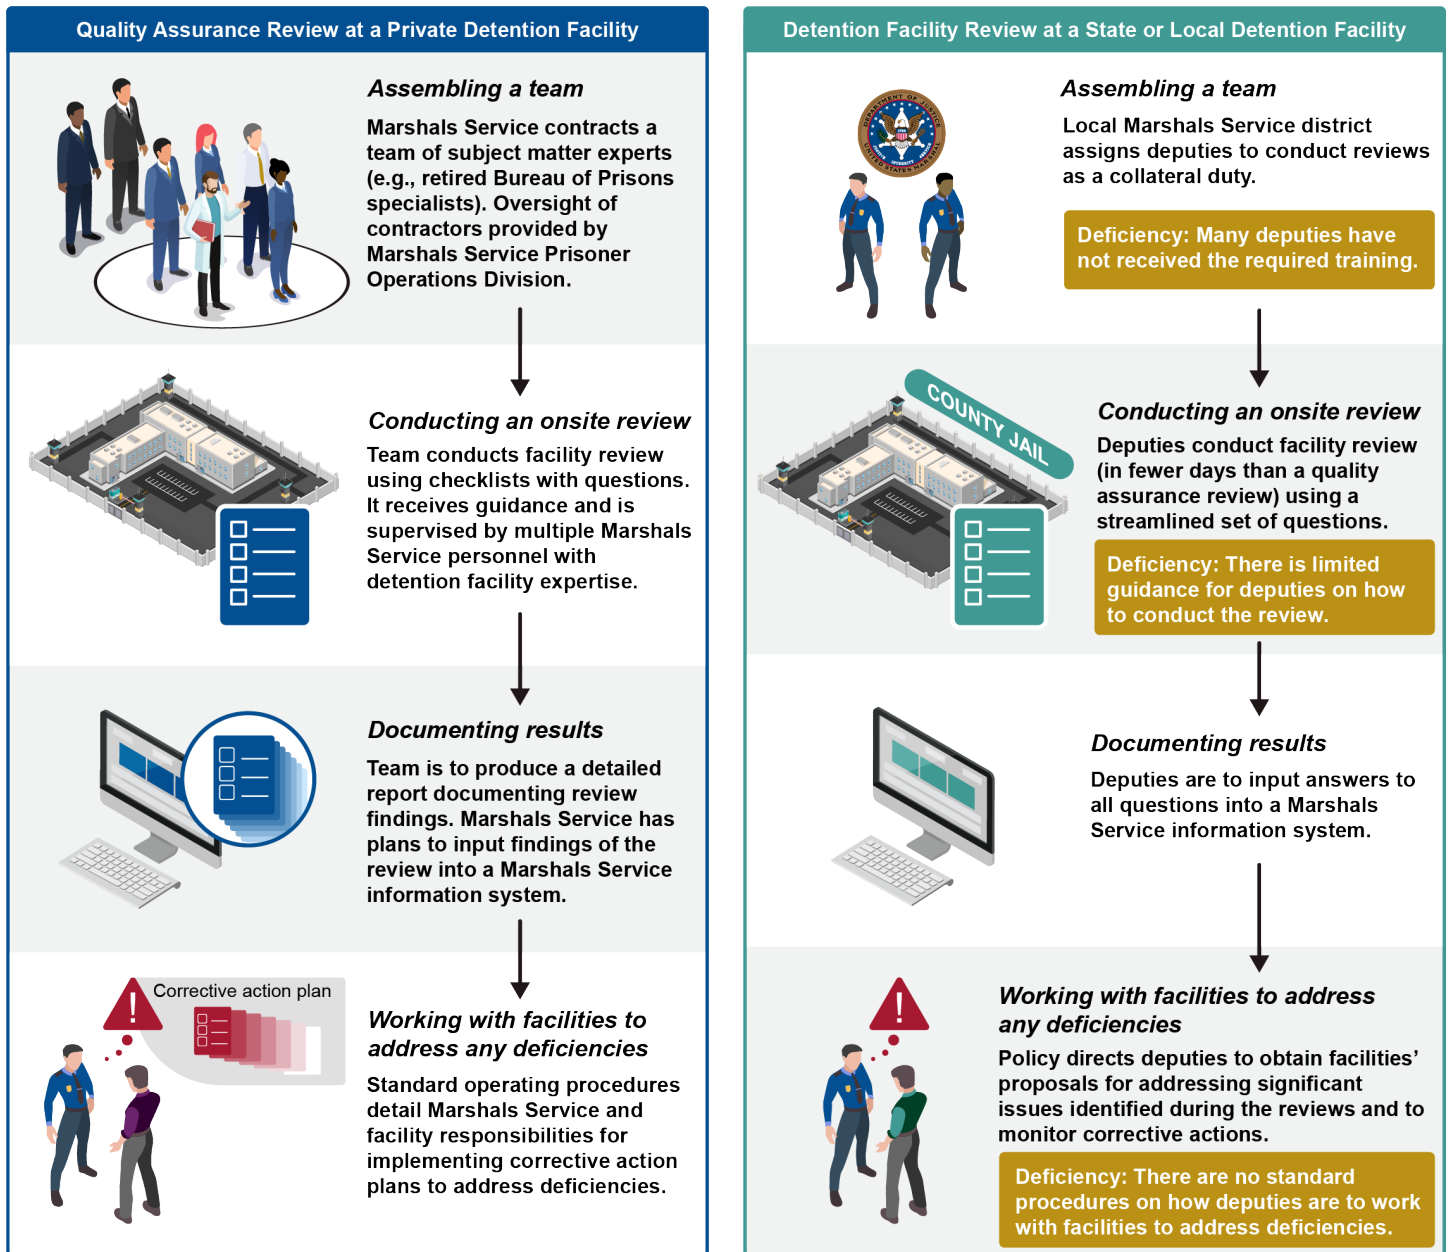 Quality Assurance Review at a Private Detention Facility
Assembling a team
Marshals Service contracts a
team of subject matter experts
(e.g., retired Bureau of Prisons
specialists). Oversight of
contractors provided by
Marshals Service Prisoner
Operations Division.
Conducting an onsite review
Team conducts facility review
using checklists with questions.
It receives guidance and is
supervised by multiple Marshals
Service personnel with
detention facility expertise.
Documenting results
Team is to produce a detailed
report documenting review
findings. Marshals Service has
plans to input findings of the
review into a Marshals Service
information system.
Corrective action plan
Working with facilities to
address any deficiencies
Standard operating procedures
detail Marshals Service and
facility responsibilities for
implementing corrective action
plans to address deficiencies.
Detention Facility Review at a State or Local Detention Facility
DEPARTMENT OF JUSTICE
UNITED STATES MARSHAL
Assembling a team
Local Marshals Service district
assigns deputies to conduct reviews
as a collateral duty.
Deficiency: Many deputies have
not received the required training.
COUNTY JAIL
Conducting an onsite review
Deputies conduct facility review
(in fewer days than a quality
assurance review) using a
streamlined set of questions.
Deficiency: There is limited
guidance for deputies on how
to conduct the review.
Documenting results
Deputies are to input answers to
all questions into a Marshals
Service information system.
Working with facilities to address
any deficiencies
Policy directs deputies to obtain facilities’
proposals for addressing significant
issues identified during the reviews and to
monitor corrective actions.
Deficiency: There are no standard
procedures on how deputies are to work
with facilities to address deficiencies.